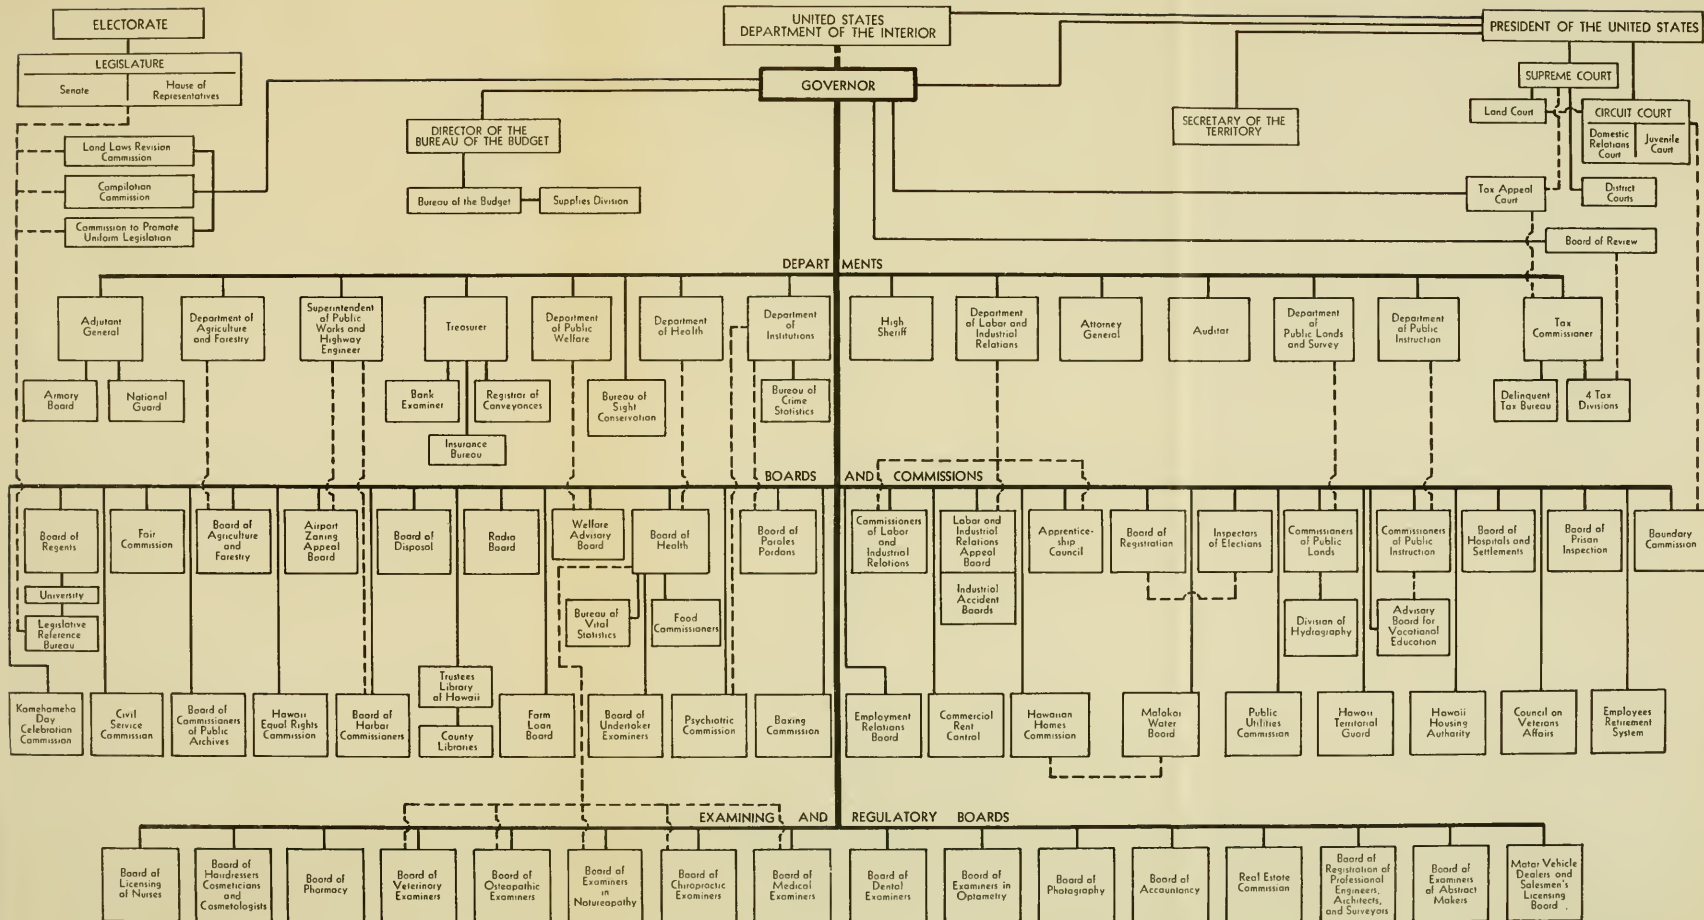 ELECTORATE
LEGISLATURE
Senate
House of
Representatives
UNITED STATES
DEPARTMENT OF THE INTERIOR
PRESIDENT OF THE UNITED STATES
GOVERNOR
SUPREME COURT
Land Court
CIRCUIT COURT
Domestic
Relations
Court
Juvenile
Court
SECRETARY OF THE
TERRITORY
DIRECTOR OF THE
BUREAU OF THE BUDGET
Land Laws Revision
Commission
Compilation
Commission
Commission to Promote
Uniform Legislation
Bureau of the Budget
Supplies Division
Tax Appeal
Court
District
Courts
Board of Review
DEPARTMENTS
Adjutant
General
Department of
Agriculture
and Forestry
Superintendent
of Public
Works and
Highway
Engineer
Treasurer
Department
of Public
Welfare
Department
of Health
Department
of
Institutions
High
Sheriff
Department
of Labor and
Industrial
Relations
Attorney
General
Auditor
Department
of
Public Lands
and Survey
Department
of Public
Instruction
Tax
Commissioner
Armory
Board
National
Guard
Bank
Examiner
Registrar of
Conveyances
Insurance
Bureau
Bureau of
Sight
Conservation
Bureau of
Crime
Statistics
Delinquent
Tax Bureau
4 Tax
Divisions
BOARDS AND COMMISSIONS
Board of
Regents
Fair
Commission
Board of
Agriculture
and
Forestry
Airport
Zoning
Appeal
Board
Board of
Disposal
Radio
Board
Welfare
Advisory
Board
Board of
Health
Board of
Paroles
Pardons
Commissioners
of Labor
and
Industrial
Relations
Labor and
Industrial
Relations
Appeal
Board
Industrial
Accident
Boards
Apprentice-
ship
Council
Board of
Registration
Inspectors
of Elections
Commissioners
of Public
Lands
Commissioners
of Public
Instruction
Board of
Hospitals and
Settlements
Board of
Prison
Inspection
Boundary
Commission
University
Legislative
Reference
Bureau
Bureau of
Vital
Statistics
Food
Commissioners
Division of
Hydrography
Advisory
Board for
Vocational
Education
Kamehameha
Day
Celebration
Commission
Civil
Service
Commission
Board of
Commissioners
of Public
Archives
Hawaii
Equal Rights
Commission
Board of
Harbor
Commissioners
Trustees
Library
of Hawaii
County
Libraries
Farm
Loan
Board
Board of
Undertaker
Examiners
Psychiatric
Commission
Boxing
Commission
Employment
Relations
Board
Commercial
Rent
Control
Hawaiian
Homes
Commission
Molokai
Water
Board
Public
Utilities
Commission
Hawaii
Territorial
Guard
Hawaii
Housing
Authority
Council on
Veterans
Affairs
Employees
Retirement
System
EXAMINING AND REGULATORY BOARDS
Board of
Licensing
of Nurses
Board of
Hairdressers
Cosmeticians
and
Cosmetologists
Board of
Pharmacy
Board of
Veterinary
Examiners
Board of
Osteopathic
Examiners
Board of
Examiners
in
Natureopathy
Board of
Chiropractic
Examiners
Board of
Medical
Examiners
Board of
Dental
Examiners
Board of
Examiners in
Optometry
Board of
Photography
Board of
Accountancy
Real Estate
Commission
Board of
Registration of
Professional
Engineers,
Architects,
and Surveyors
Board of
Examiners
of Abstract
Makers
Motor Vehicle
Dealers and
Salesmen's
Licensing
Board